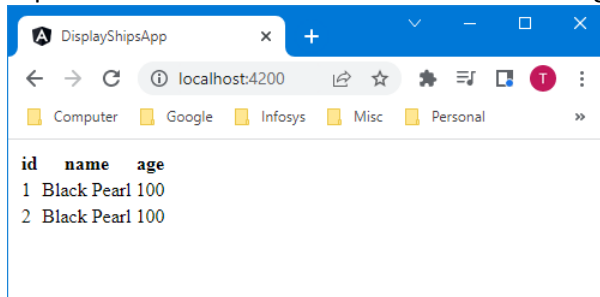 DisplayShipsApp
localhost:4200
T
Computer Google Infosys Misc Personal
id name age
1 Black Pearl 100
2 Black Pearl 100